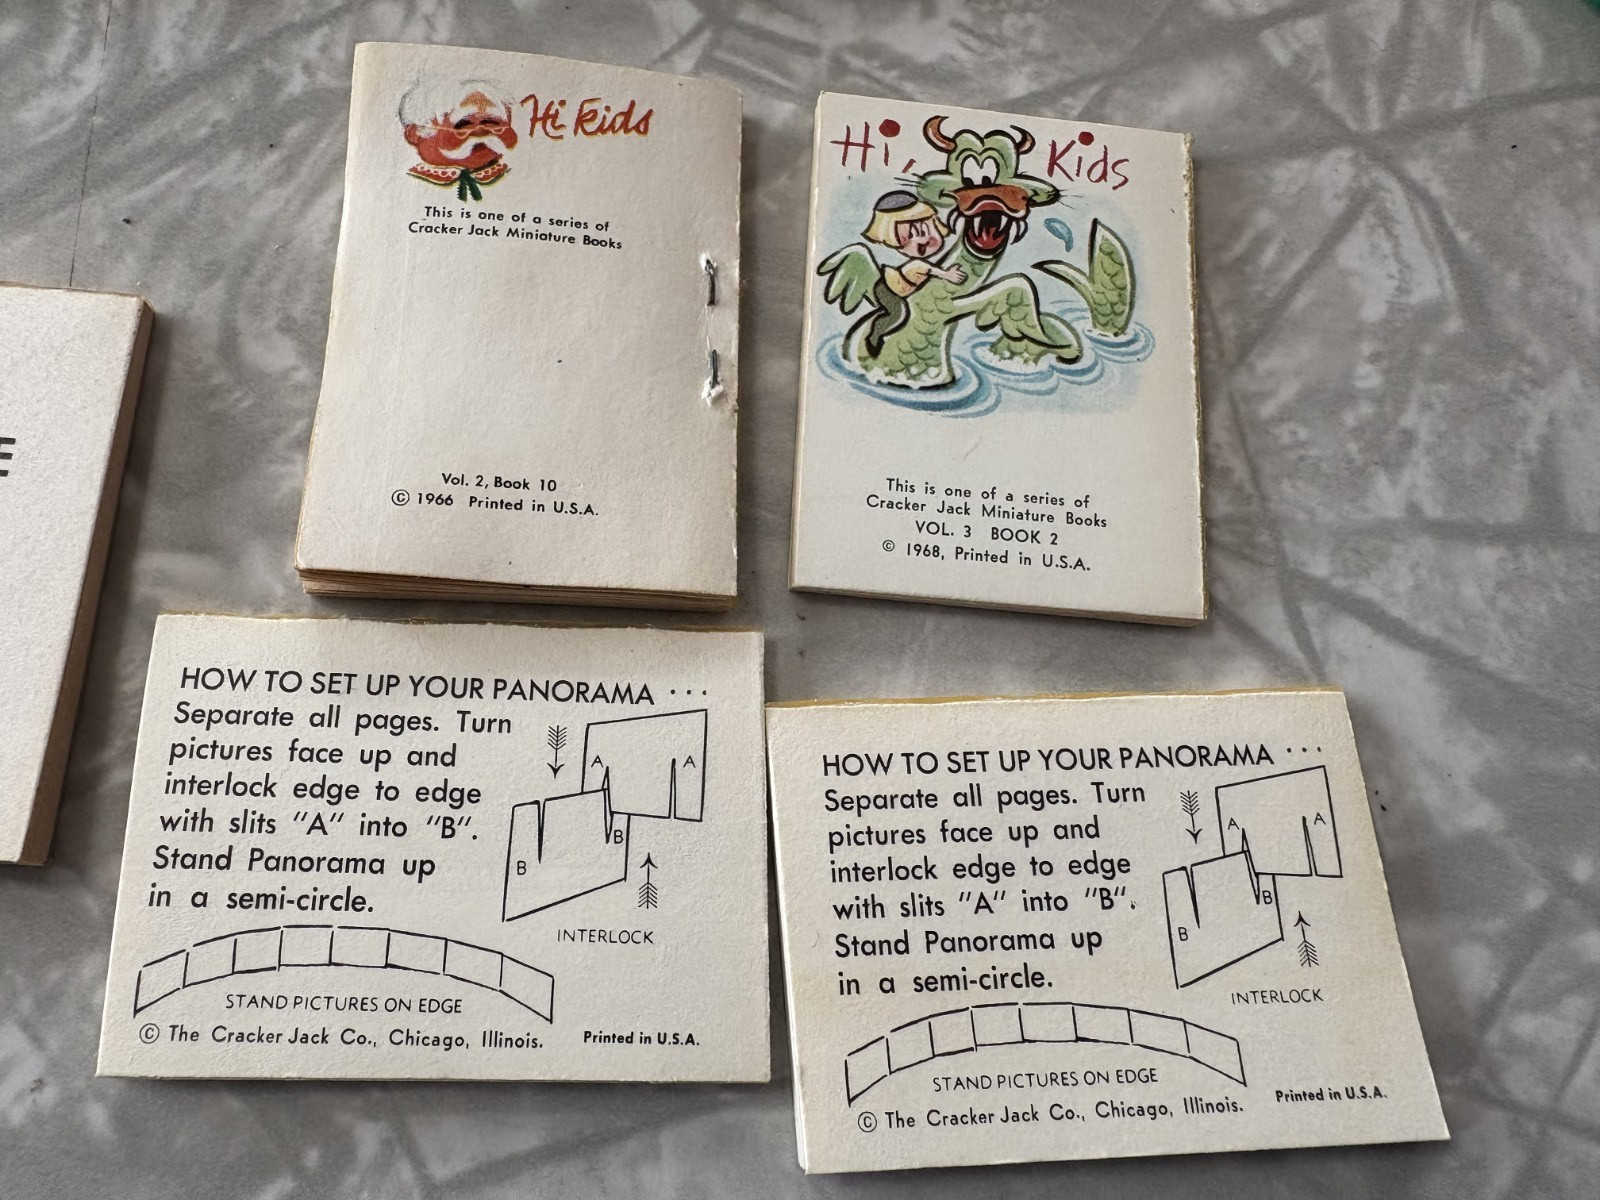 Hi Kids
This is one of a series of
Cracker Jack Miniature Books
Vol. 2, Book 10
© 1966 Printed in U.S.A.
Hi, Kids
This is one of a series of
Cracker Jack Miniature Books
VOL. 3 BOOK 2
© 1968, Printed in U.S.A.
E
HOW TO SET UP YOUR PANORAMA ...
Separate all pages. Turn
pictures face up and
interlock edge to edge
with slits "A" into "B".
Stand Panorama up
in a semi-circle.
A A
B B
INTERLOCK
STAND PICTURES ON EDGE
© The Cracker Jack Co., Chicago, Illinois. Printed in U.S.A.
HOW TO SET UP YOUR PANORAMA ...
Separate all pages. Turn
pictures face up and
interlock edge to edge
with slits "A" into "B".
Stand Panorama up
in a semi-circle.
A A
B B
INTERLOCK
STAND PICTURES ON EDGE
© The Cracker Jack Co., Chicago, Illinois. Printed in U.S.A.